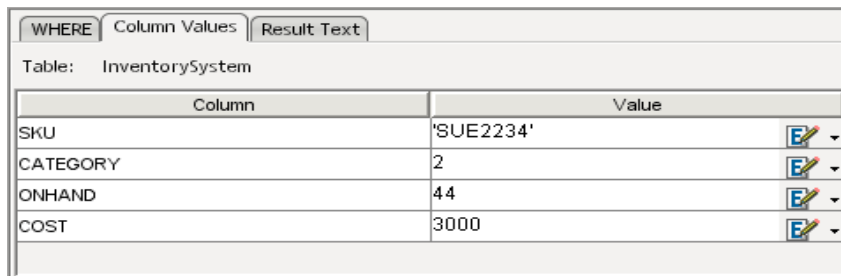 WHERE Column Values Result Text
Table: InventorySystem
Column Value
SKU 'SUE2234'
CATEGORY 2
ONHAND 44
COST 3000